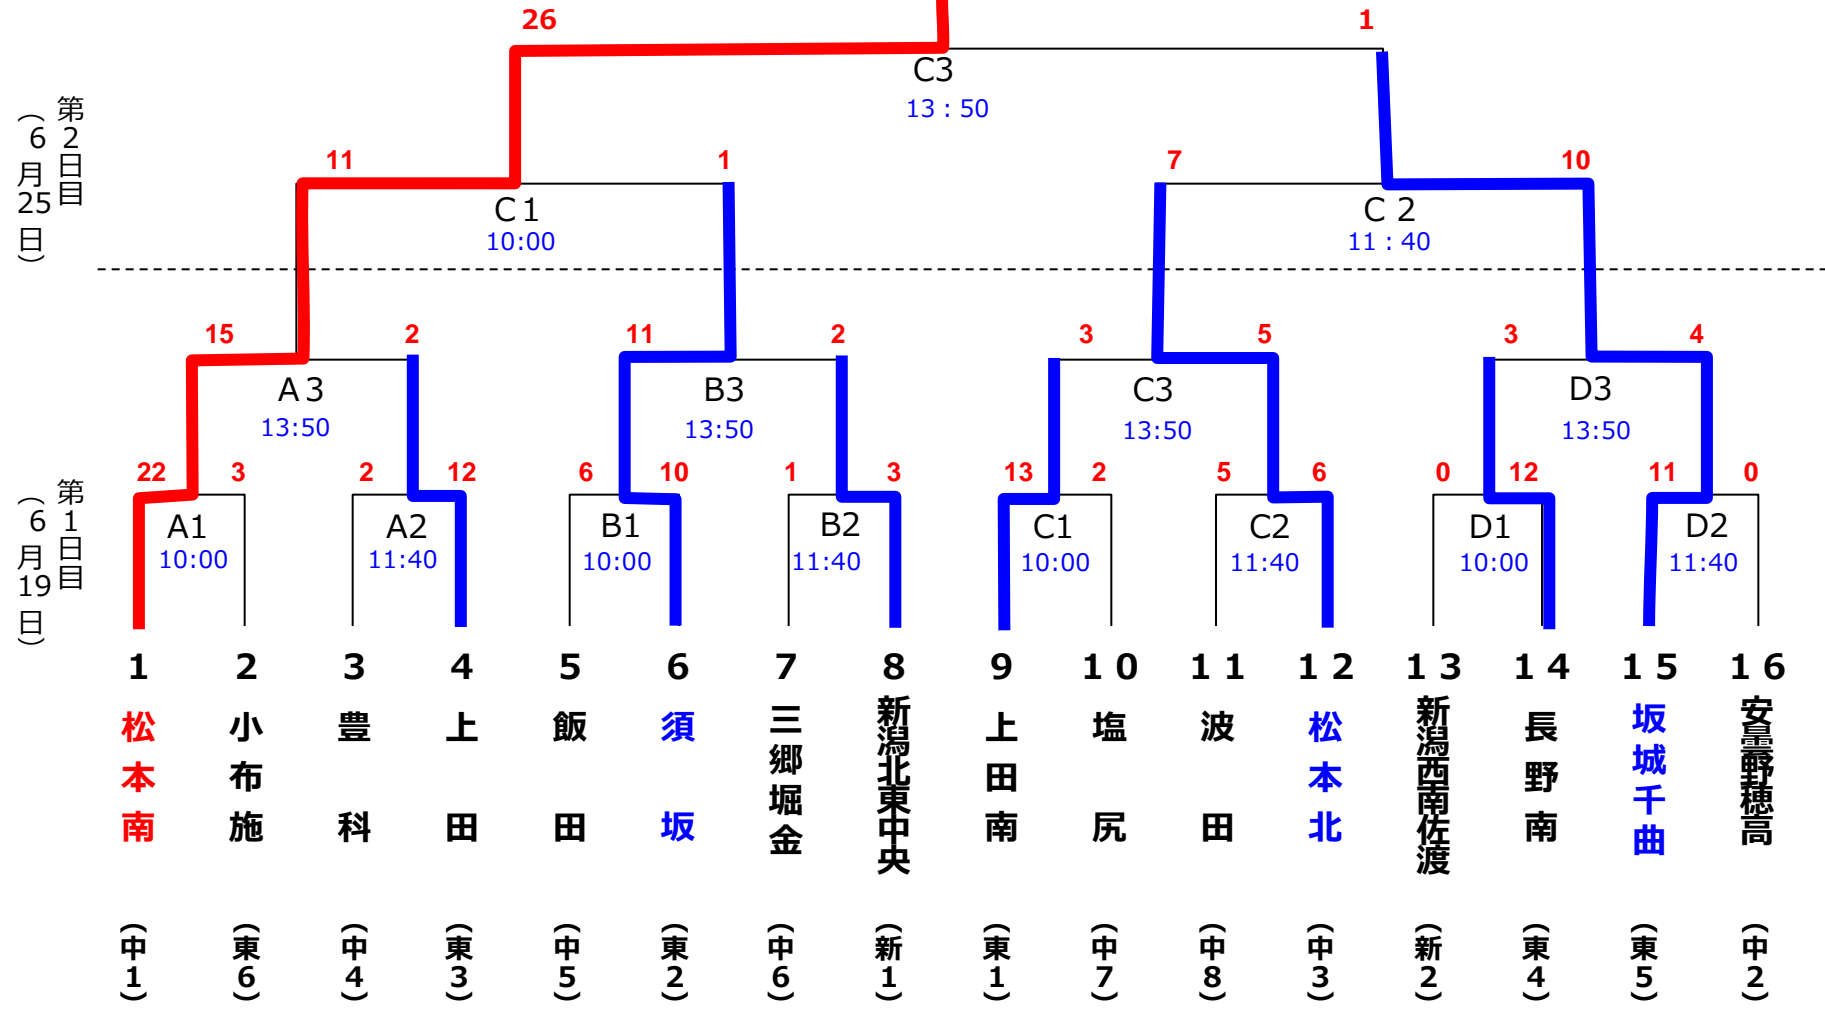 26 1
C3
13：50
第2日目
（6月25日）
11 1 7 10
C1 C2
10:00 11：40
15 2 11 2 3 5 3 4
A3 B3 C3 D3
13:50 13:50 13:50 13:50
第1日目
（6月19日）
22 3 2 12 6 10 1 3 13 2 5 6 0 12 11 0
A1 A2 B1 B2 C1 C2 D1 D2
10:00 11:40 10:00 11:40 10:00 11:40 10:00 11:40
1 2 3 4 5 6 7 8 9 10 11 12 13 14 15 16
松本南
小布施
豊科
上田
飯田
須坂
三郷堀金
新潟北東中央
上田南
塩尻
波田
松本北
新潟西南佐渡
長野南
坂城千曲
安曇野穂高
（中1）
（東6）
（中4）
（東3）
（中5）
（東2）
（中6）
（新1）
（東1）
（中7）
（中8）
（中3）
（新2）
（東4）
（東5）
（中2）